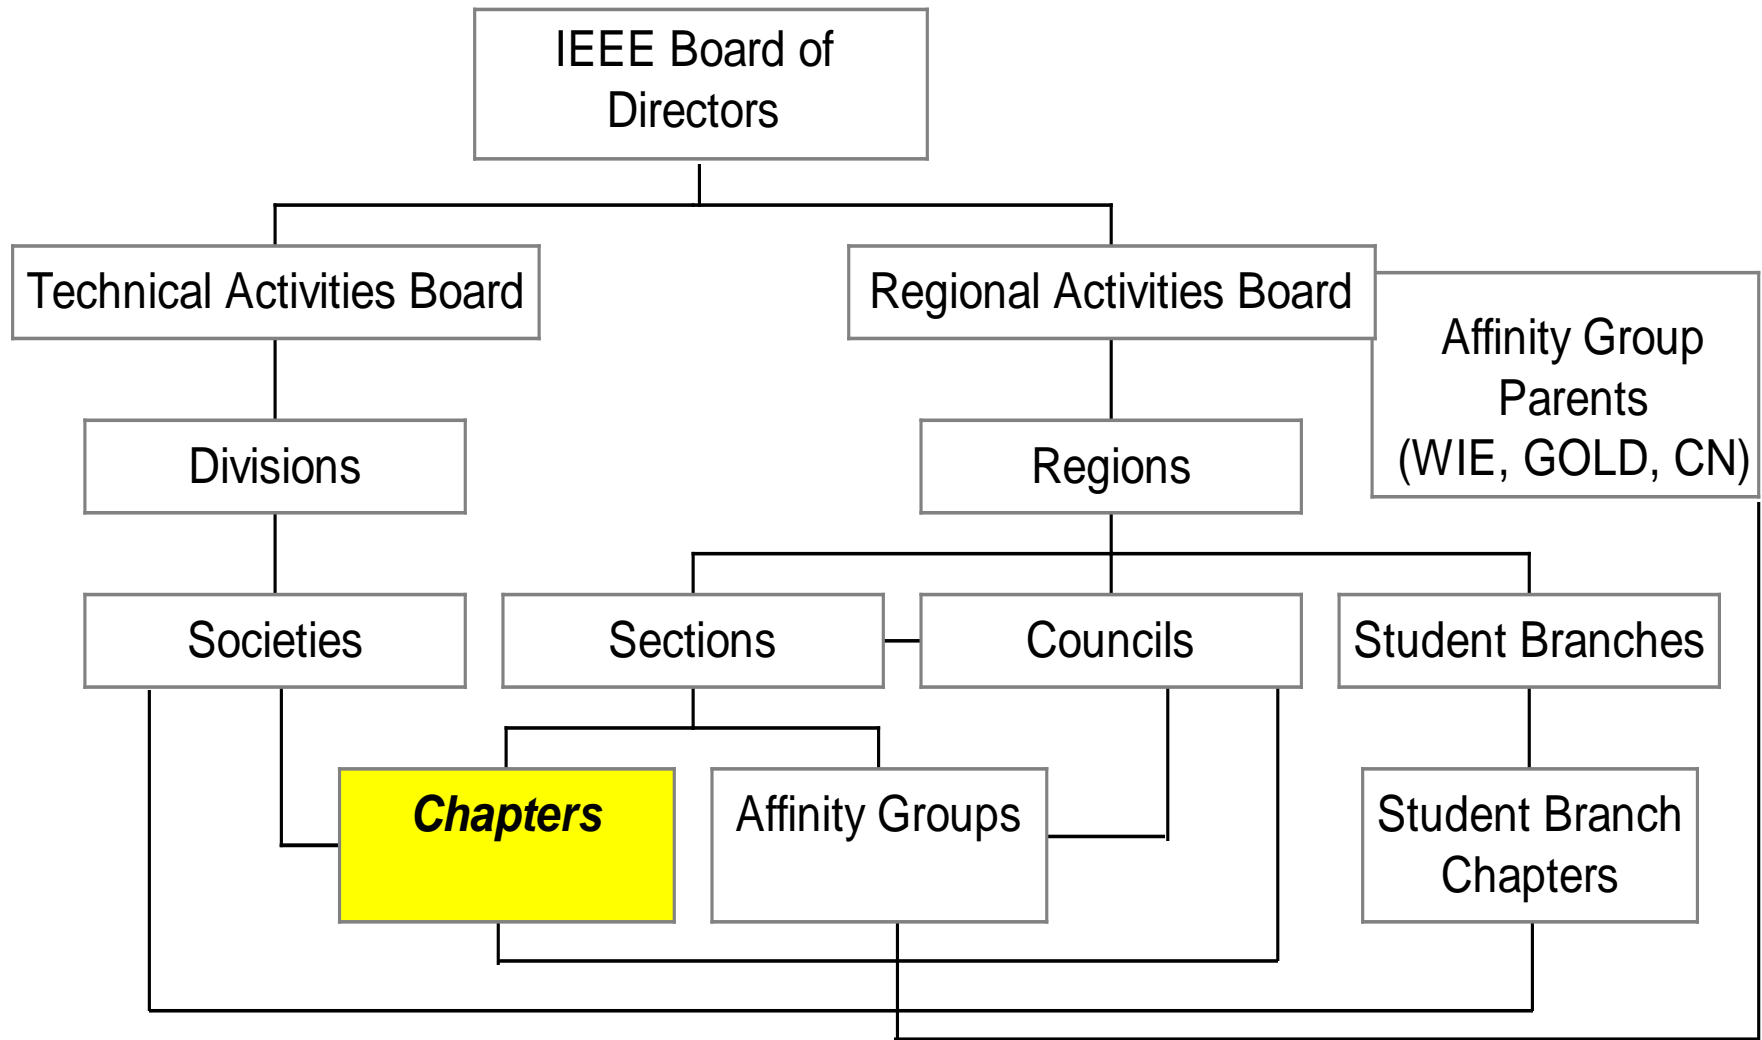 IEEE Board of
Directors
Technical Activities Board
Regional Activities Board
Affinity Group
Parents
(WIE, GOLD, CN)
Divisions
Regions
Societies
Sections
Councils
Student Branches
Chapters
Affinity Groups
Student Branch
Chapters